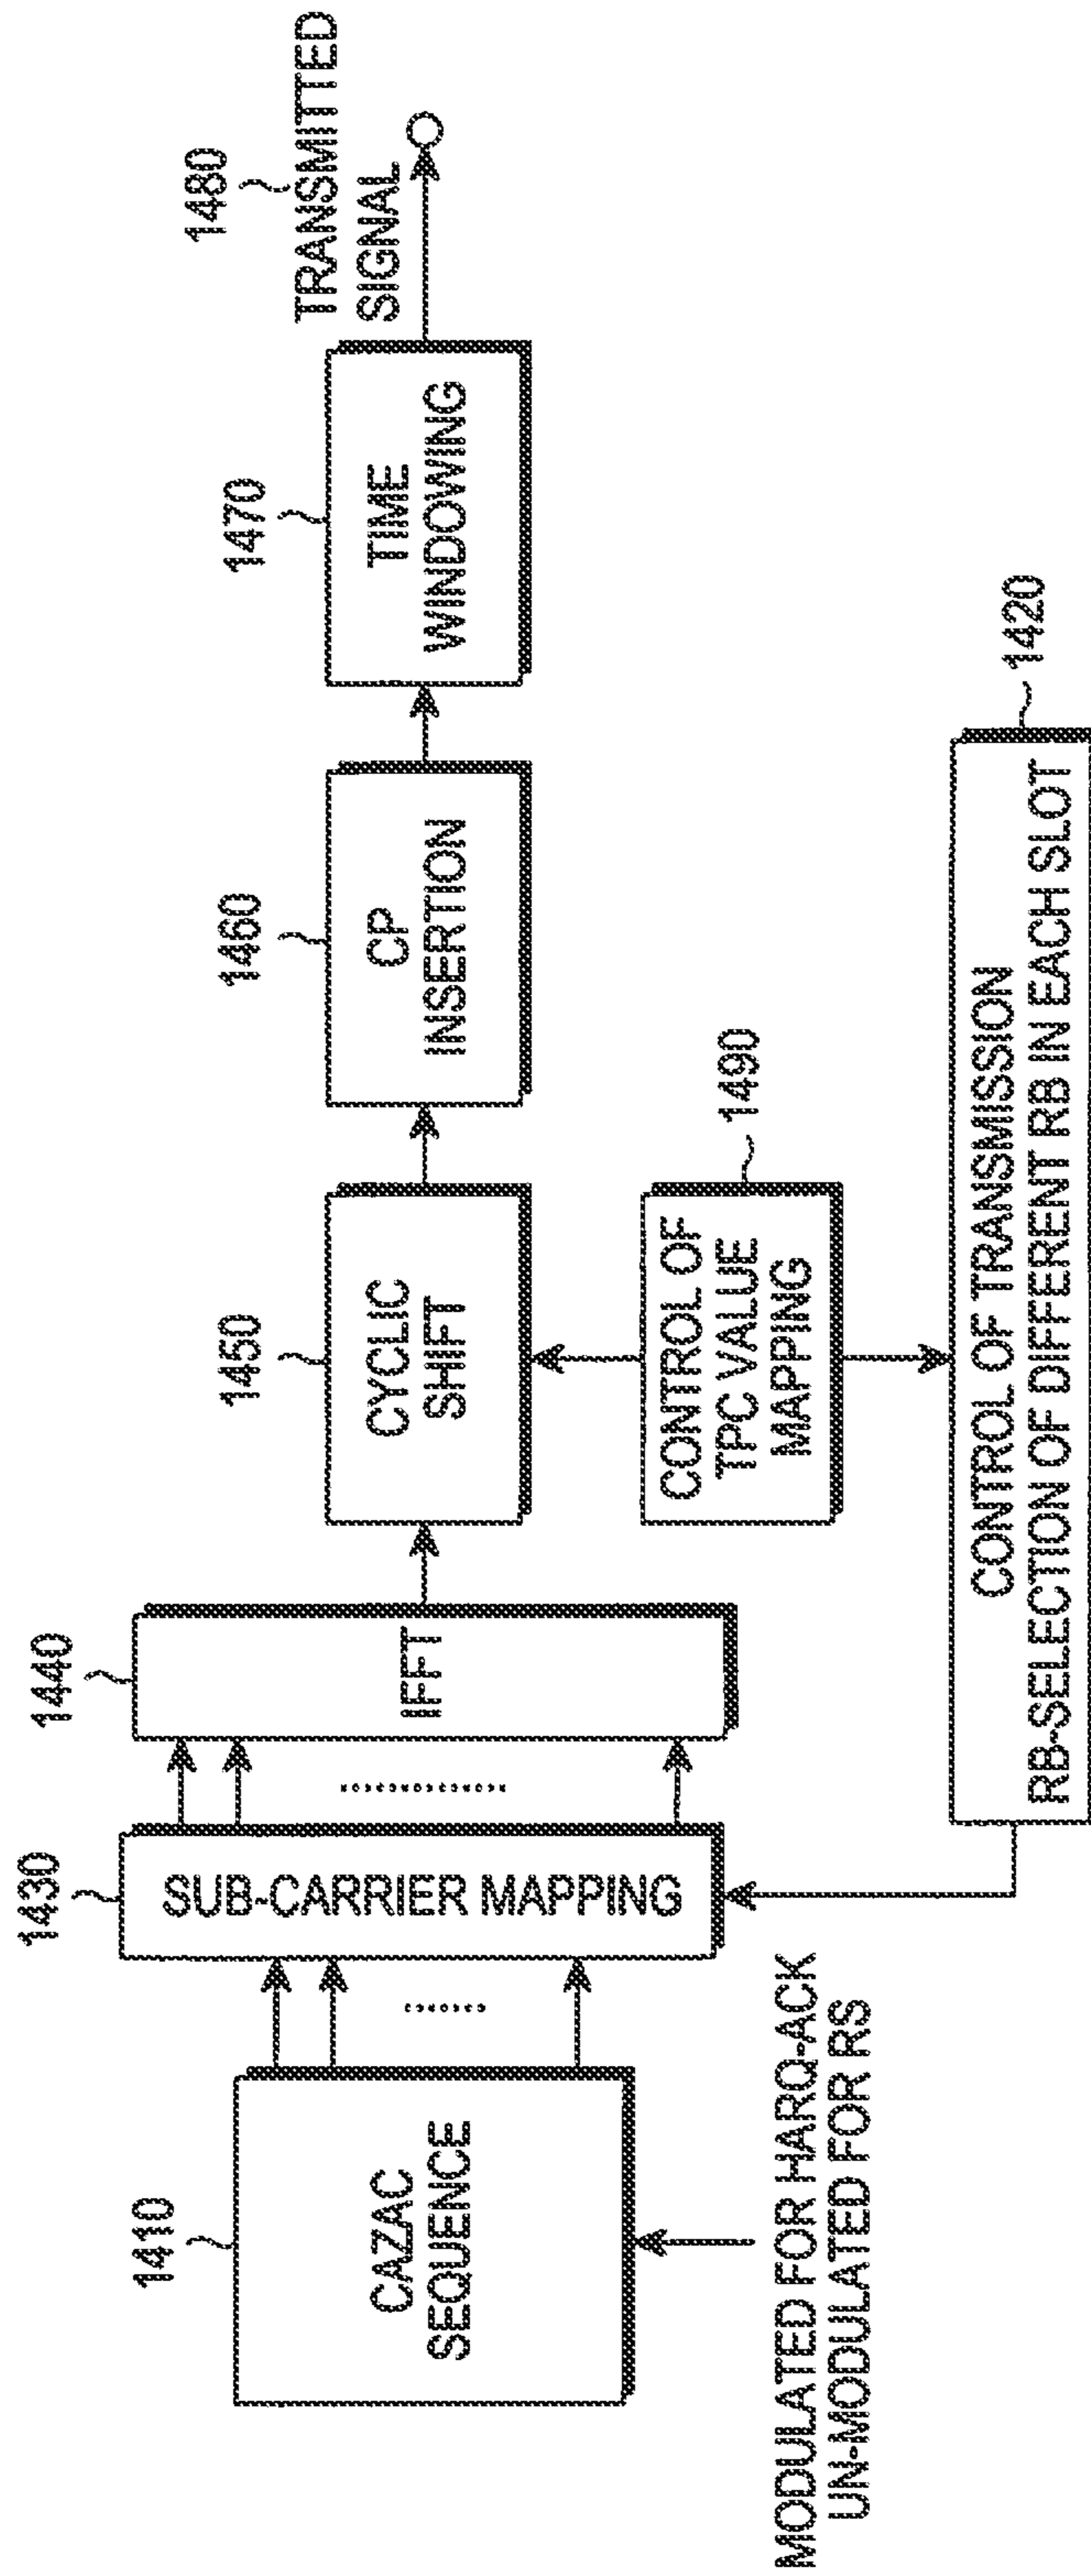 1410
CAZAC
SEQUENCE
MODULATED FOR HARQ-ACK
UN-MODULATED FOR RS
1430
SUB-CARRIER MAPPING
1440
IFFT
1450
CYCLIC
SHIFT
1460
CP
INSERTION
1470
TIME
WINDOWING
1480
TRANSMITTED
SIGNAL
1490
CONTROL OF
TPC VALUE
MAPPING
1420
CONTROL OF TRANSMISSION
RB-SELECTION OF DIFFERENT RB IN EACH SLOT